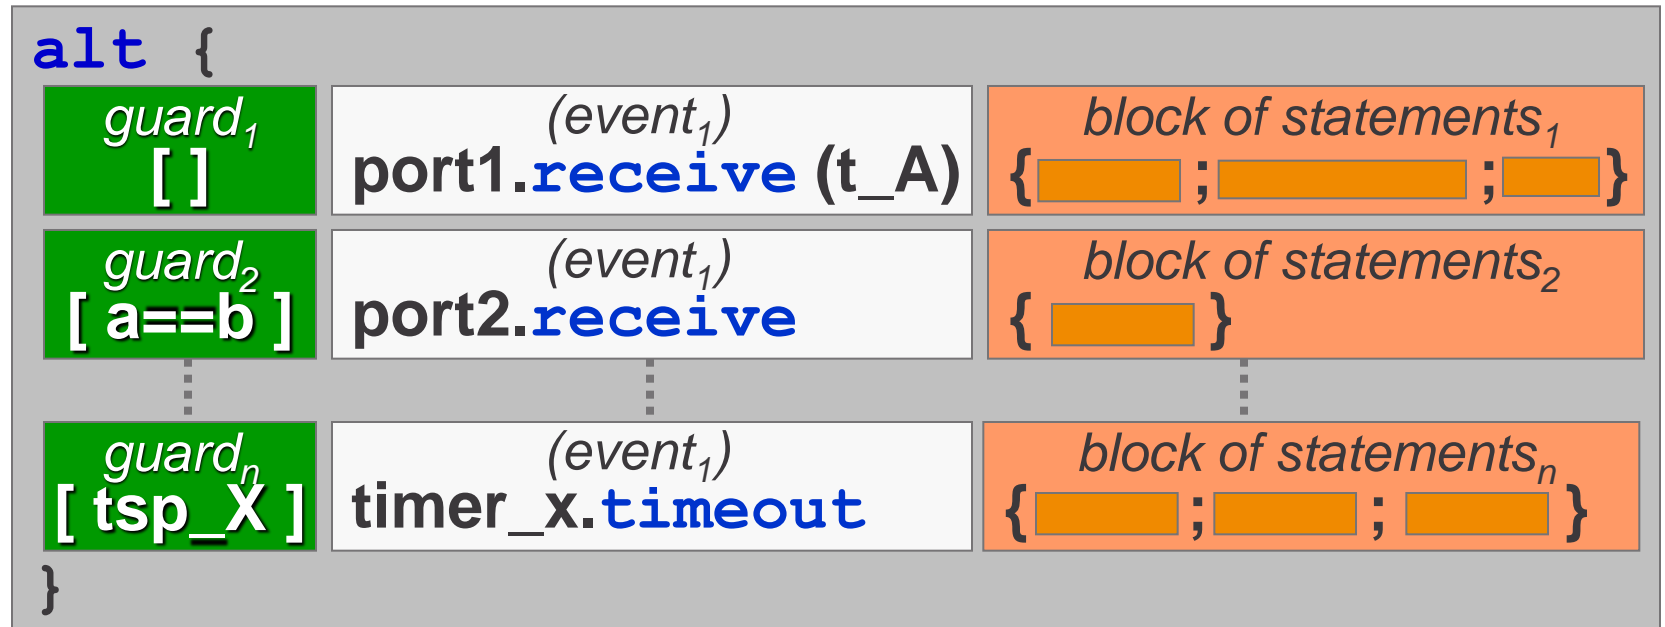 alt {
guard1 (event1) block of statements1
[ ] port1.receive (t_A) { ; ; }
guard2 (event1) block of statements2
[ a==b ] port2.receive { }
guardn (event1) block of statementsn
[ tsp_X ] timer_x.timeout { ; ; }
}